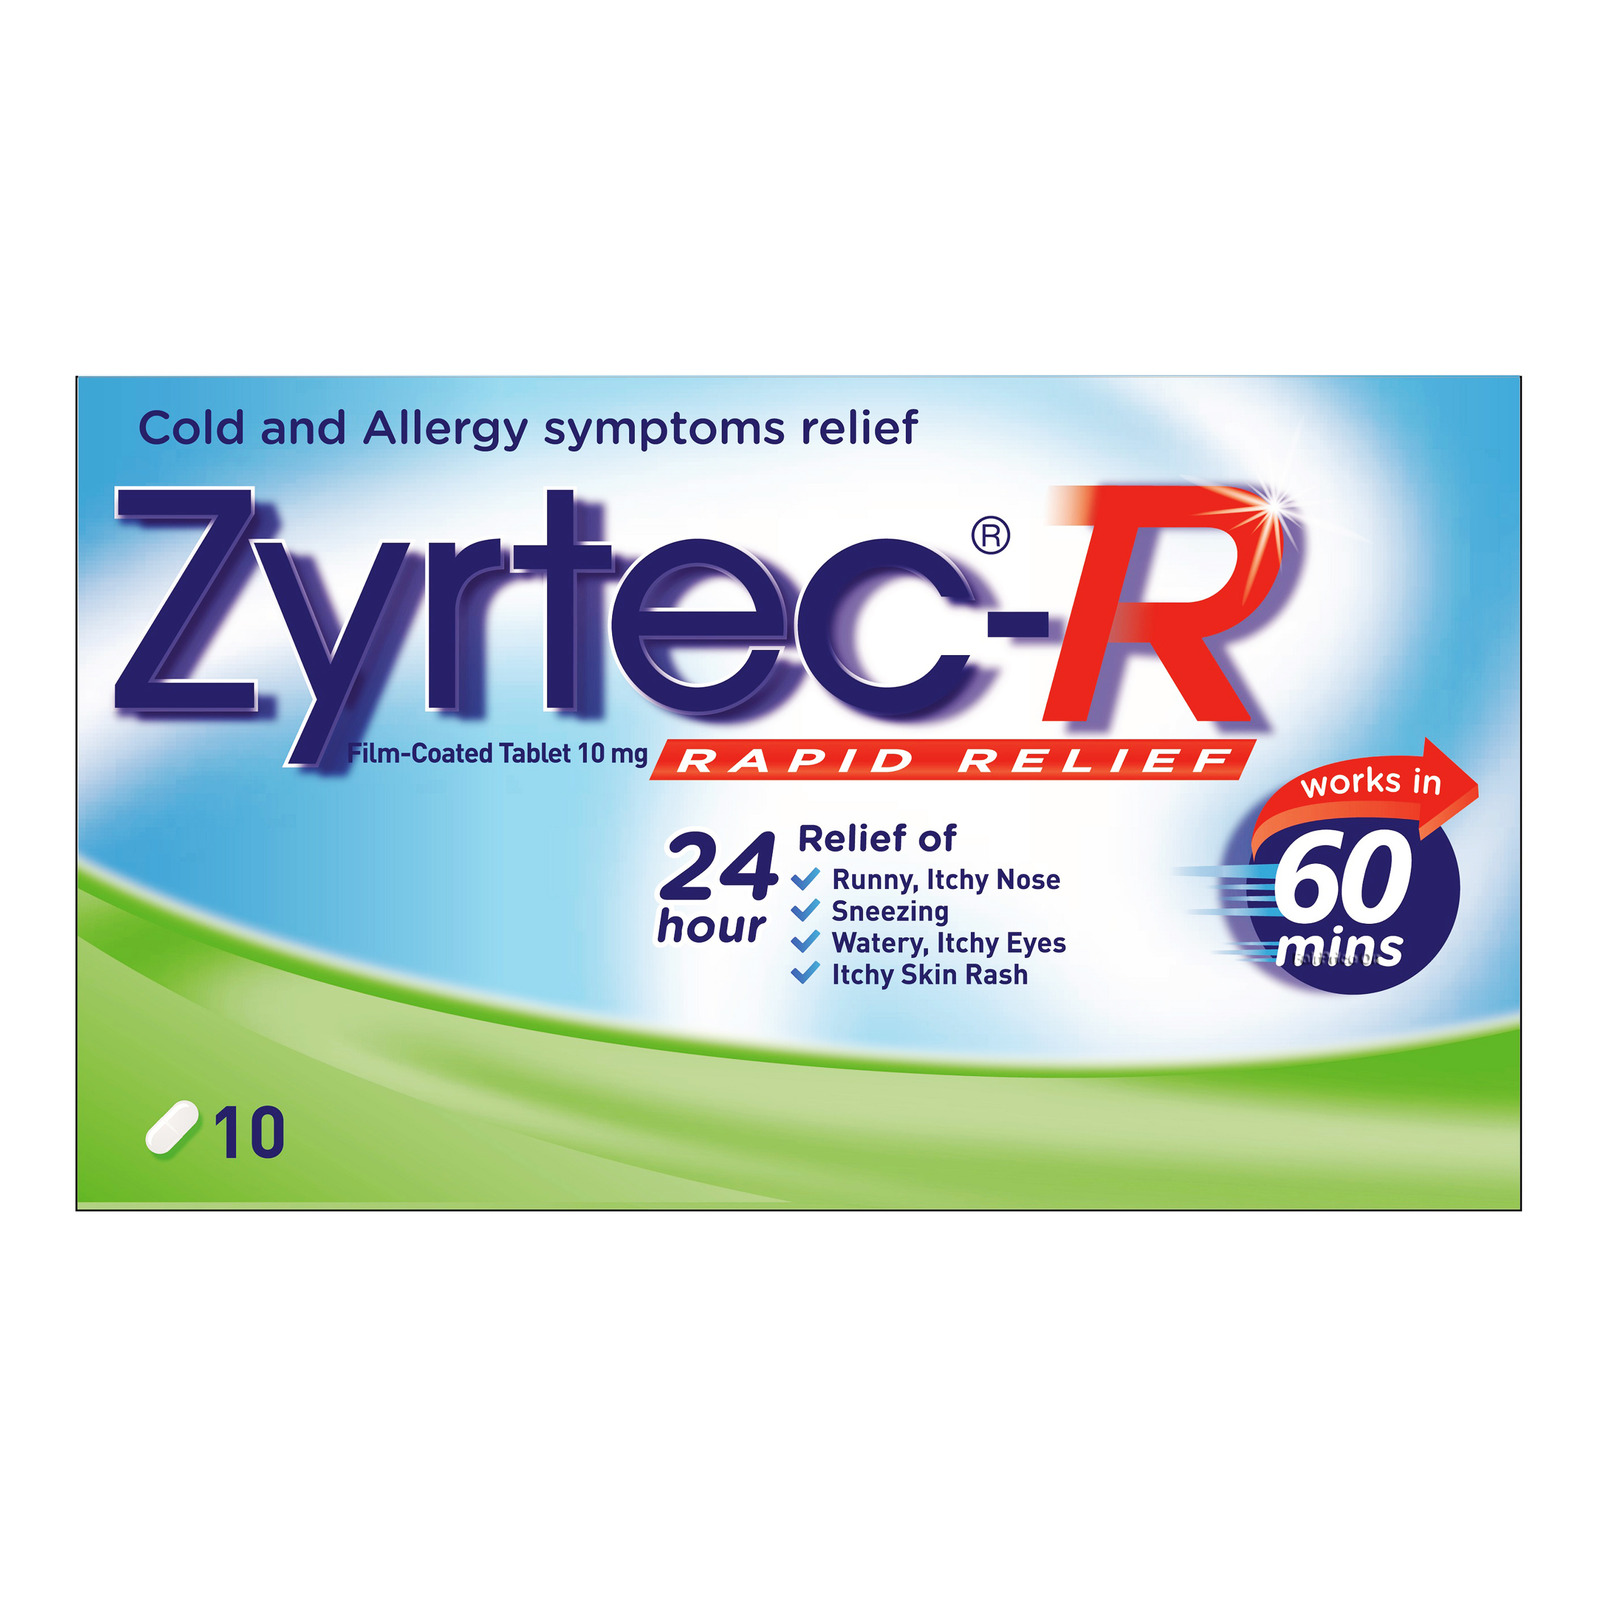 Cold and Allergy symptoms relief
Zyrtec®-R
Film-Coated Tablet 10 mg
RAPID RELIEF
24
hour
Relief of
Runny, Itchy Nose
Sneezing
Watery, Itchy Eyes
Itchy Skin Rash
works in
60
mins
10